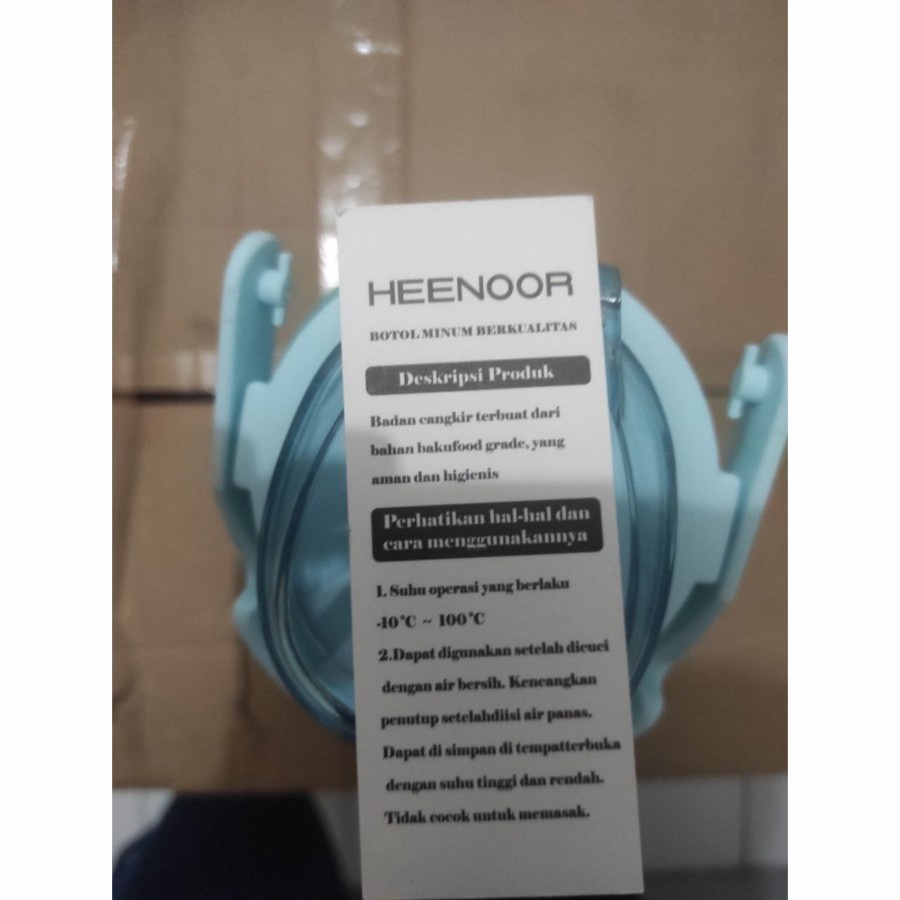 HEENOOR
BOTOL MINUM BERKUALITAS
Deskripsi Produk
Badan cangkir terbuat dari
bahan bakufood grade, yang
aman dan higienis
Perhatikan hal-hal dan
cara menggunakannya
1. Suhu operasi yang berlaku
-10°C ~ 100°C
2.Dapat digunakan setelah dicuci
dengan air bersih. Kencangkan
penutup setelahdiisi air panas.
Dapat di simpan di tempatterbuka
dengan suhu tinggi dan rendah.
Tidak cocok untuk memasak.